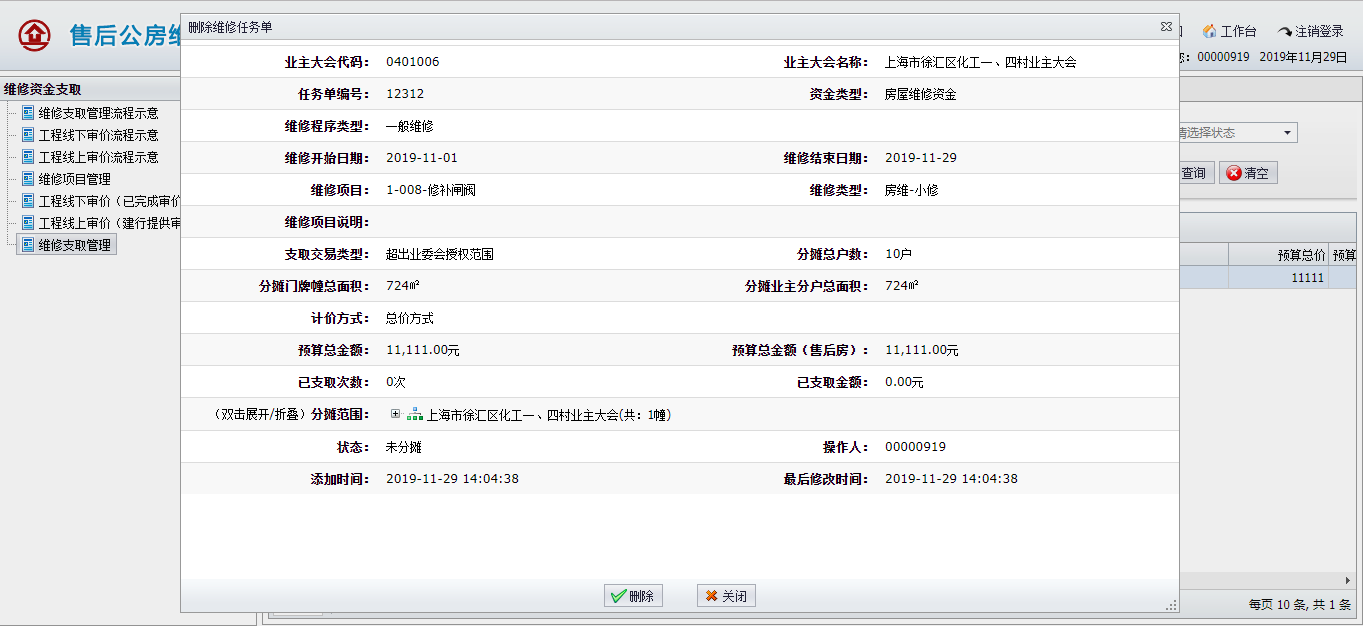 售后公房维
工作台
注销登录
00000919 2019年11月29日
维修资金支取
维修支取管理流程示意
工程线下审价流程示意
工程线上审价流程示意
维修项目管理
工程线下审价（已完成审价
工程线上审价（建行提供审
维修支取管理
删除维修任务单
业主大会代码： 0401006 业主大会名称： 上海市徐汇区化工一、四村业主大会
任务单编号： 12312 资金类型： 房屋维修资金
维修程序类型： 一般维修
维修开始日期： 2019-11-01 维修结束日期： 2019-11-29
维修项目： 1-008-修补闸阀 维修类型： 房维-小修
维修项目说明：
支取交易类型： 超出业委会授权范围 分摊总户数： 10户
分摊门牌幢总面积： 724㎡ 分摊业主分户总面积： 724㎡
计价方式： 总价方式
预算总金额： 11,111.00元 预算总金额（售后房）： 11,111.00元
已支取次数： 0次 已支取金额： 0.00元
（双击展开/折叠）分摊范围： 上海市徐汇区化工一、四村业主大会(共：1幢)
状态： 未分摊 操作人： 00000919
添加时间： 2019-11-29 14:04:38 最后修改时间： 2019-11-29 14:04:38
删除 关闭
请选择状态
查询 清空
预算总价 预算
11111
每页 10 条, 共 1 条